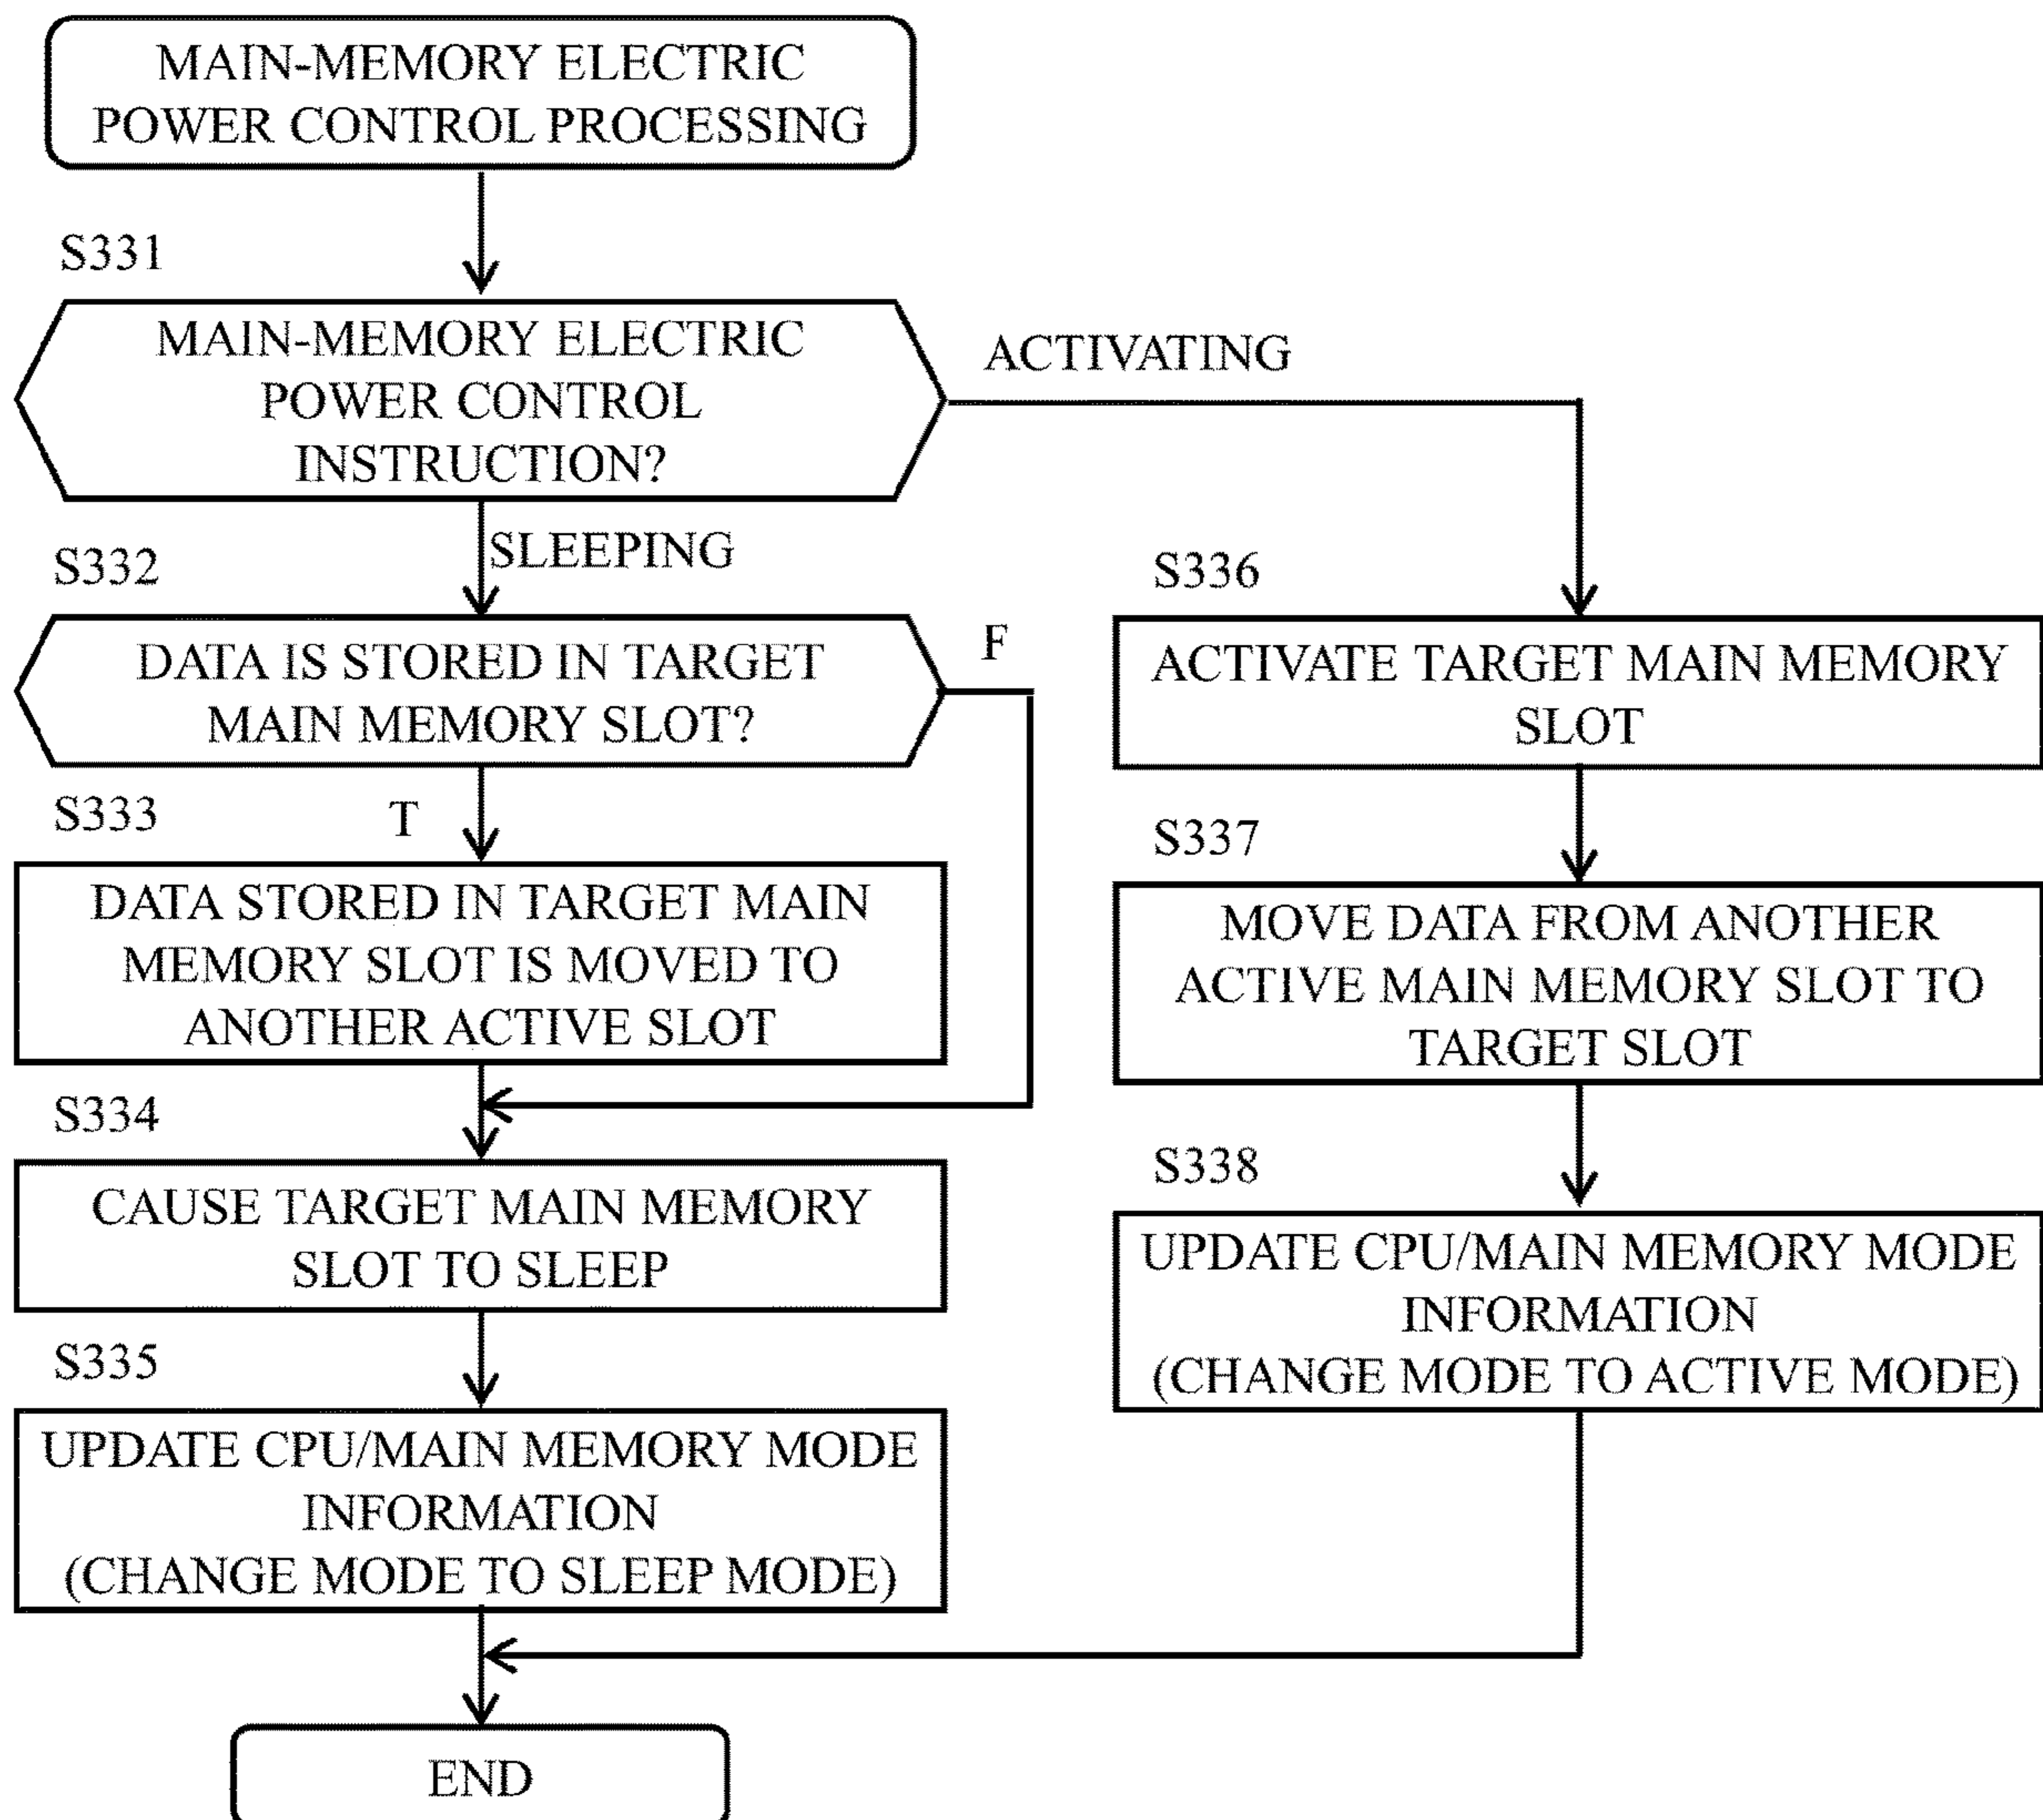 MAIN-MEMORY ELECTRIC
POWER CONTROL PROCESSING
S331
MAIN-MEMORY ELECTRIC
POWER CONTROL
INSTRUCTION?
ACTIVATING
SLEEPING
S332
DATA IS STORED IN TARGET
MAIN MEMORY SLOT?
F
T
S333
DATA STORED IN TARGET MAIN
MEMORY SLOT IS MOVED TO
ANOTHER ACTIVE SLOT
S334
CAUSE TARGET MAIN MEMORY
SLOT TO SLEEP
S335
UPDATE CPU/MAIN MEMORY MODE
INFORMATION
(CHANGE MODE TO SLEEP MODE)
S336
ACTIVATE TARGET MAIN MEMORY
SLOT
S337
MOVE DATA FROM ANOTHER
ACTIVE MAIN MEMORY SLOT TO
TARGET SLOT
S338
UPDATE CPU/MAIN MEMORY MODE
INFORMATION
(CHANGE MODE TO ACTIVE MODE)
END